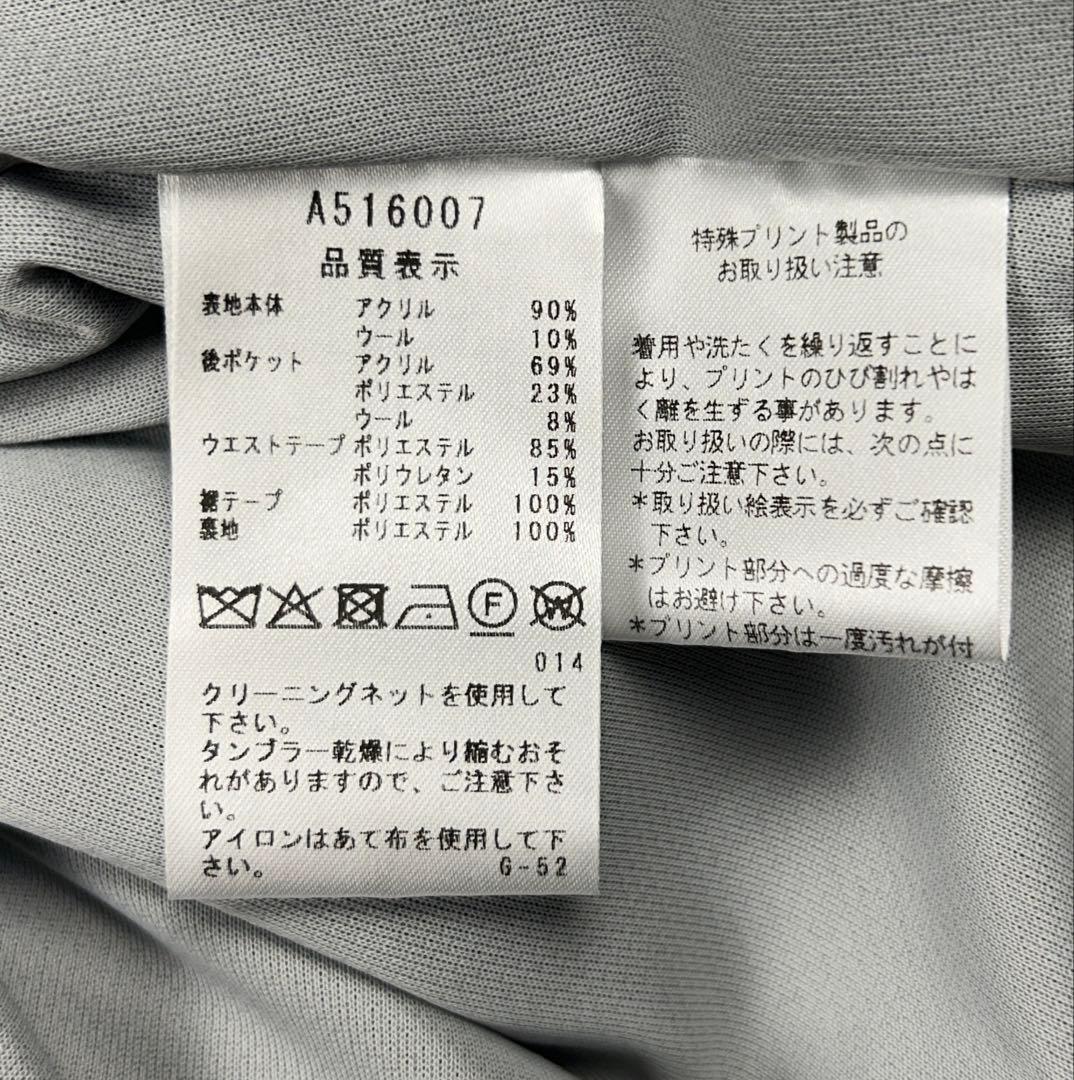 A516007
品質表示
表地本体 アクリル 90%
ウール 10%
後ポケット アクリル 69%
ポリエステル 23%
ウール 8%
ウエストテープ ポリエステル 85%
ポリウレタン 15%
裾テープ ポリエステル 100%
裏地 ポリエステル 100%
F W
014
クリーニングネットを使用して
下さい。
タンブラー乾燥により縮むおそ
れがありますので、ご注意下さ
い。
アイロンはあて布を使用して下
さい。 G-52
特殊プリント製品の
お取り扱い注意
着用や洗たくを繰り返すことに
より、プリントのひび割れやは
く離を生ずる事があります。
お取り扱いの際には、次の点に
十分ご注意下さい。
*取り扱い絵表示を必ずご確認
下さい。
*プリント部分への過度な摩擦
はお避け下さい。
*プリント部分は一度汚れが付